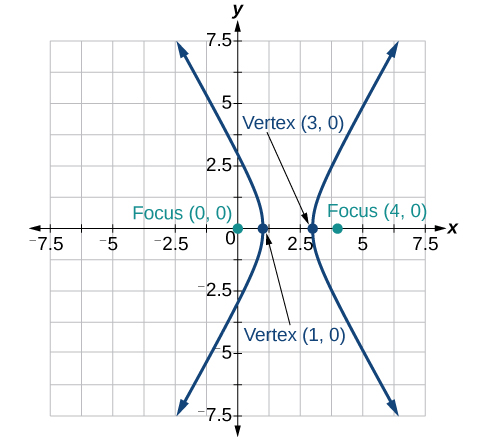 y
7.5
5
Vertex (3, 0)
2.5
Focus (0, 0)
Focus (4, 0)
x
−7.5 −5 −2.5 0 2.5 5 7.5
−2.5
Vertex (1, 0)
−5
−7.5